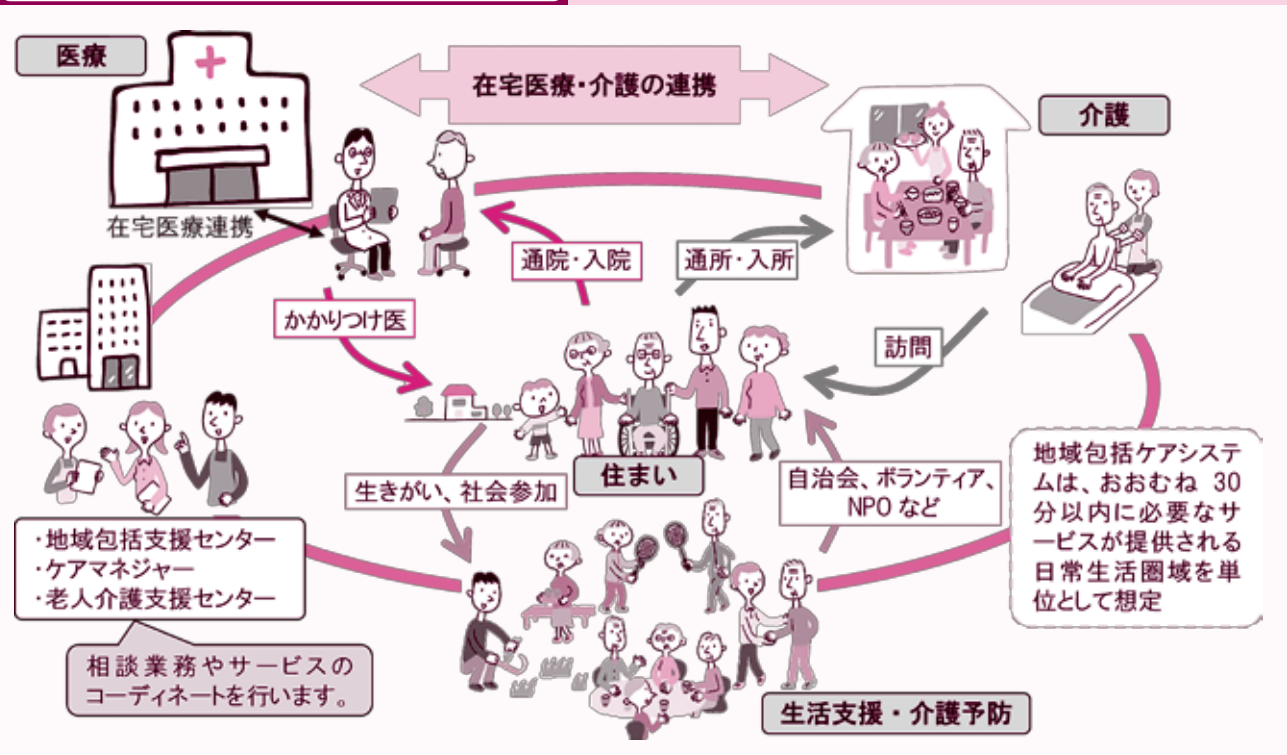 医療
在宅医療・介護の連携
介護
在宅医療連携
通院・入院
通所・入所
かかりつけ医
訪問
住まい
生きがい、社会参加
自治会、ボランティア、
NPO など
地域包括ケアシステ
ムは、おおむね 30
分以内に必要なサ
ービスが提供される
日常生活圏域を単
位として想定
・地域包括支援センター
・ケアマネジャー
・老人介護支援センター
相談業務やサービスの
コーディネートを行います。
生活支援・介護予防